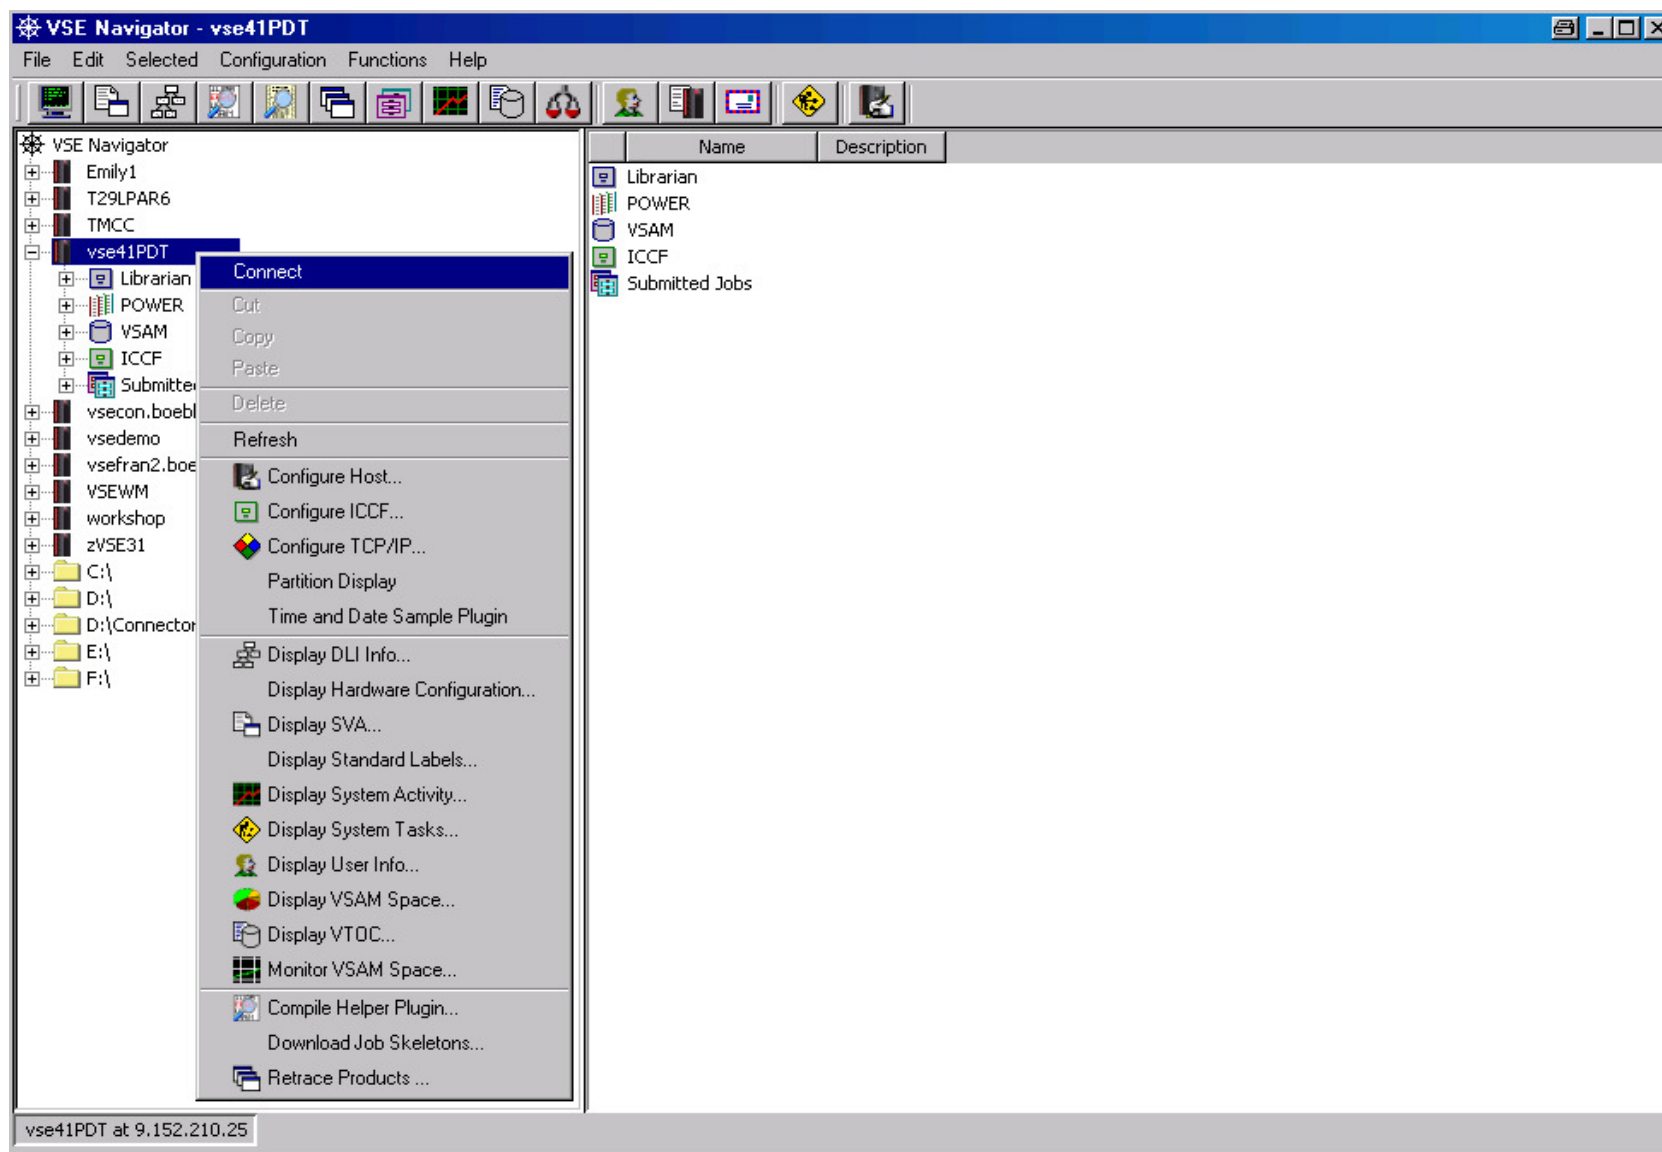 VSE Navigator - vse41PDT
File Edit Selected Configuration Functions Help
VSE Navigator
Emily1
T29LPAR6
TMCC
vse41PDT
Librarian
POWER
VSAM
ICCF
Submitte
vsecon.boebl
vsedemo
vsefran2.boe
VSEWM
workshop
zVSE31
C:\
D:\
D:\Connector
E:\
F:\
Connect
Cut
Copy
Paste
Delete
Refresh
Configure Host...
Configure ICCF...
Configure TCP/IP...
Partition Display
Time and Date Sample Plugin
Display DLI Info...
Display Hardware Configuration...
Display SVA...
Display Standard Labels...
Display System Activity...
Display System Tasks...
Display User Info...
Display VSAM Space...
Display VTOC...
Monitor VSAM Space...
Compile Helper Plugin...
Download Job Skeletons...
Retrace Products ...
Name Description
Librarian
POWER
VSAM
ICCF
Submitted Jobs
vse41PDT at 9.152.210.25